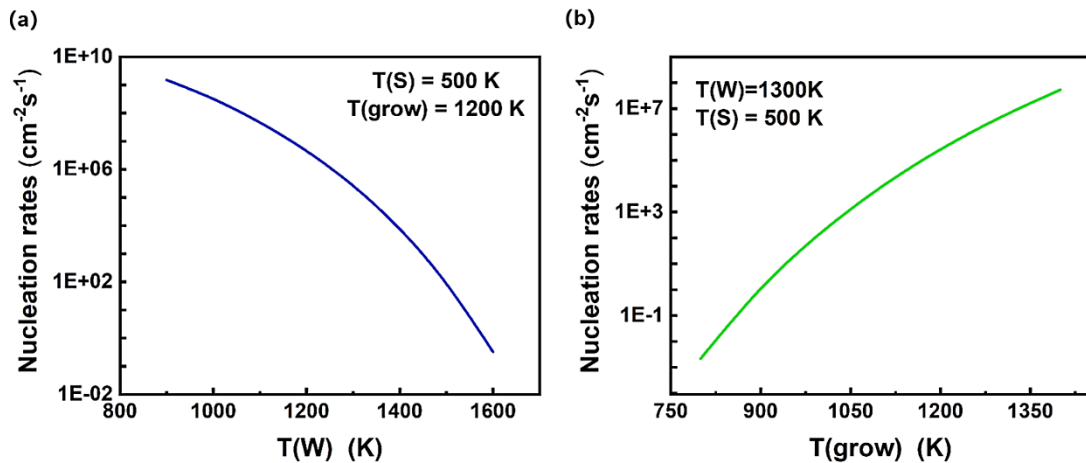 (a)
Nucleation rates (cm⁻²s⁻¹)
1E+10
1E+06
1E+02
1E-02
T(S) = 500 K
T(grow) = 1200 K
800 1000 1200 1400 1600
T(W) (K)
(b)
Nucleation rates (cm⁻²s⁻¹)
1E+7
1E+3
1E-1
T(W)=1300K
T(S) = 500 K
750 900 1050 1200 1350
T(grow) (K)